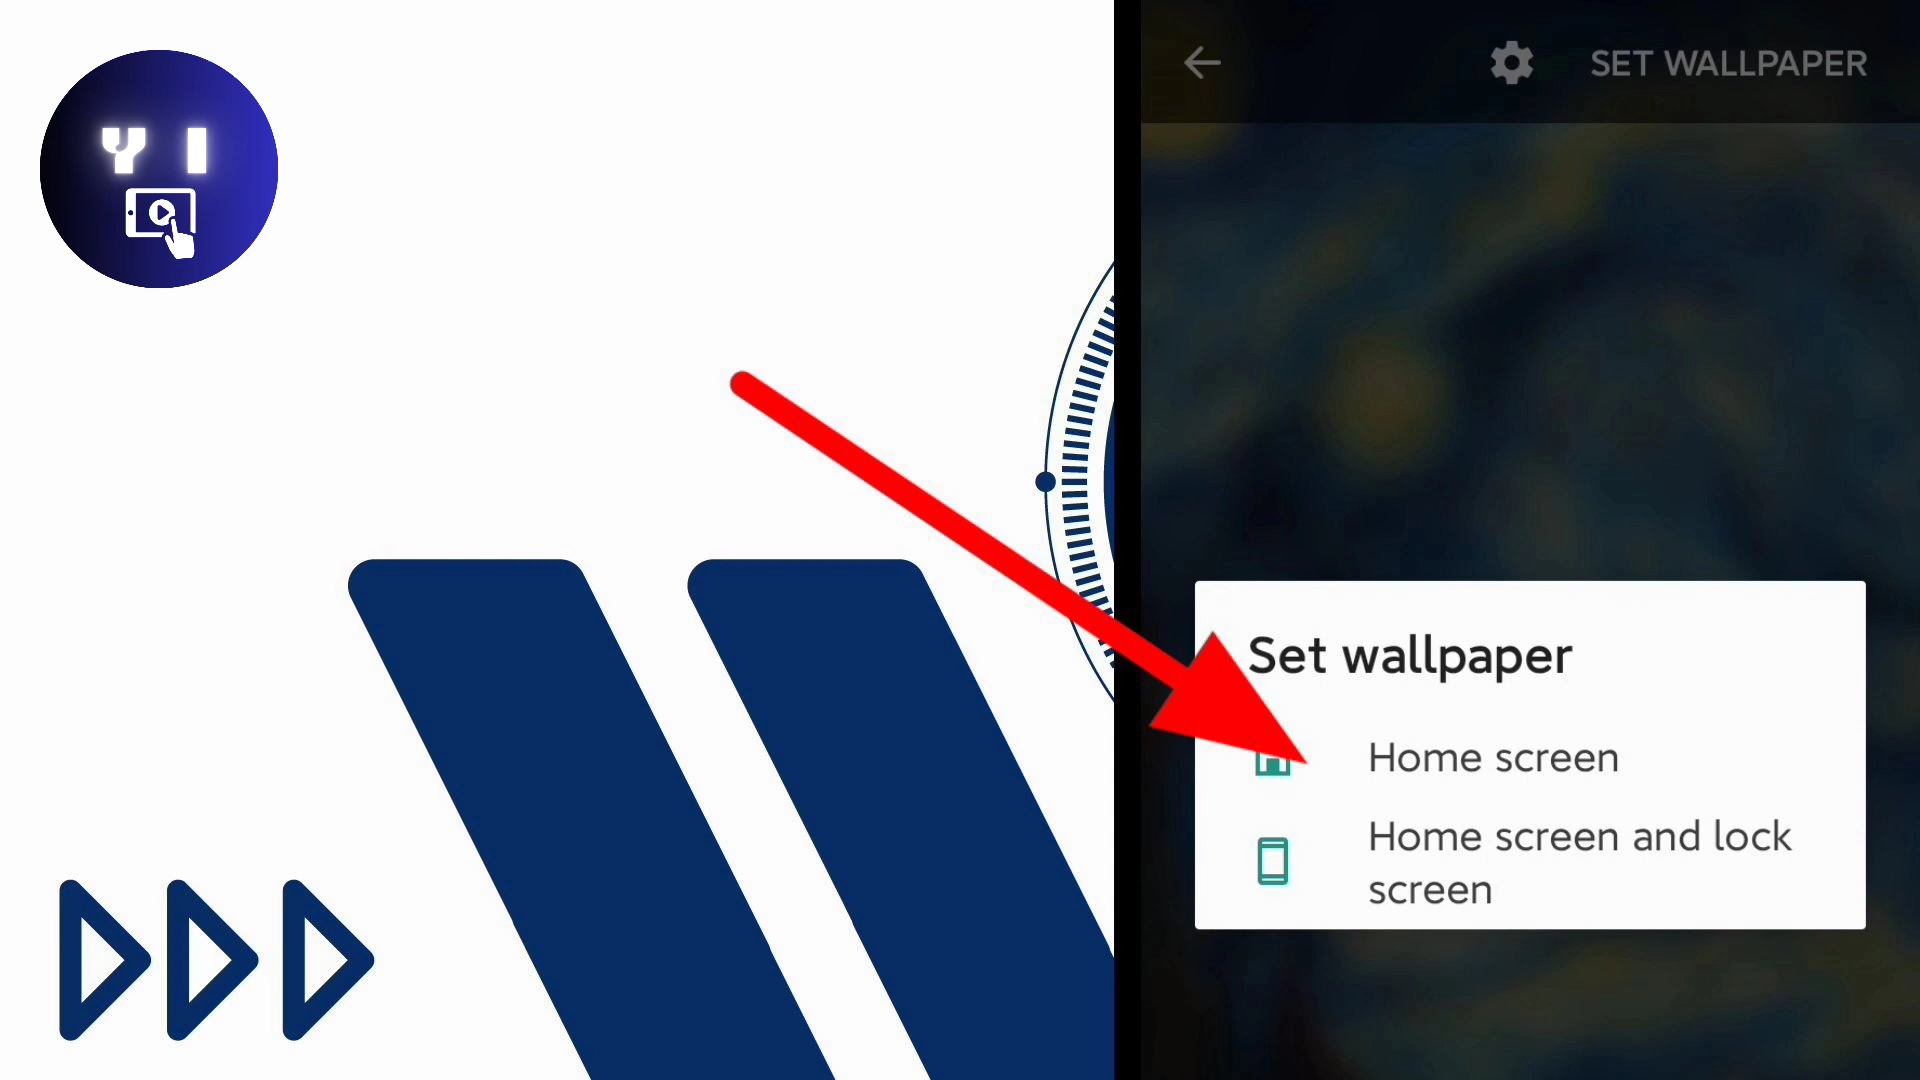 Y I
SET WALLPAPER
Set wallpaper
Home screen
Home screen and lock
screen